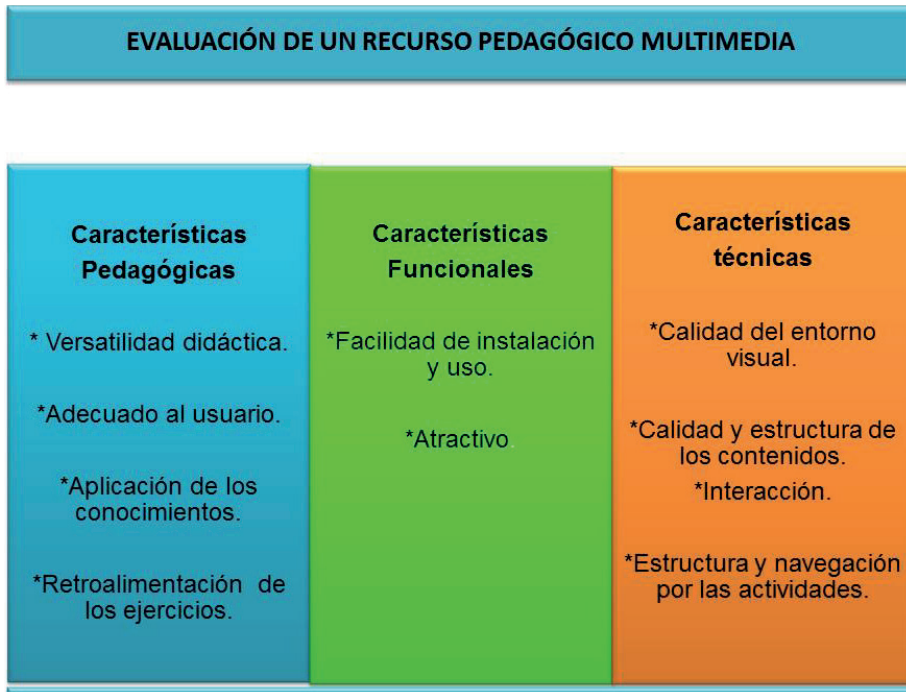 EVALUACIÓN DE UN RECURSO PEDAGÓGICO MULTIMEDIA
Características
Pedagógicas
* Versatilidad didáctica.
*Adecuado al usuario.
*Aplicación de los
conocimientos.
*Retroalimentación de
los ejercicios.
Características
Funcionales
*Facilidad de instalación
y uso.
*Atractivo
Características
técnicas
*Calidad del entorno
visual.
*Calidad y estructura de
los contenidos.
*Interacción.
*Estructura y navegación
por las actividades.